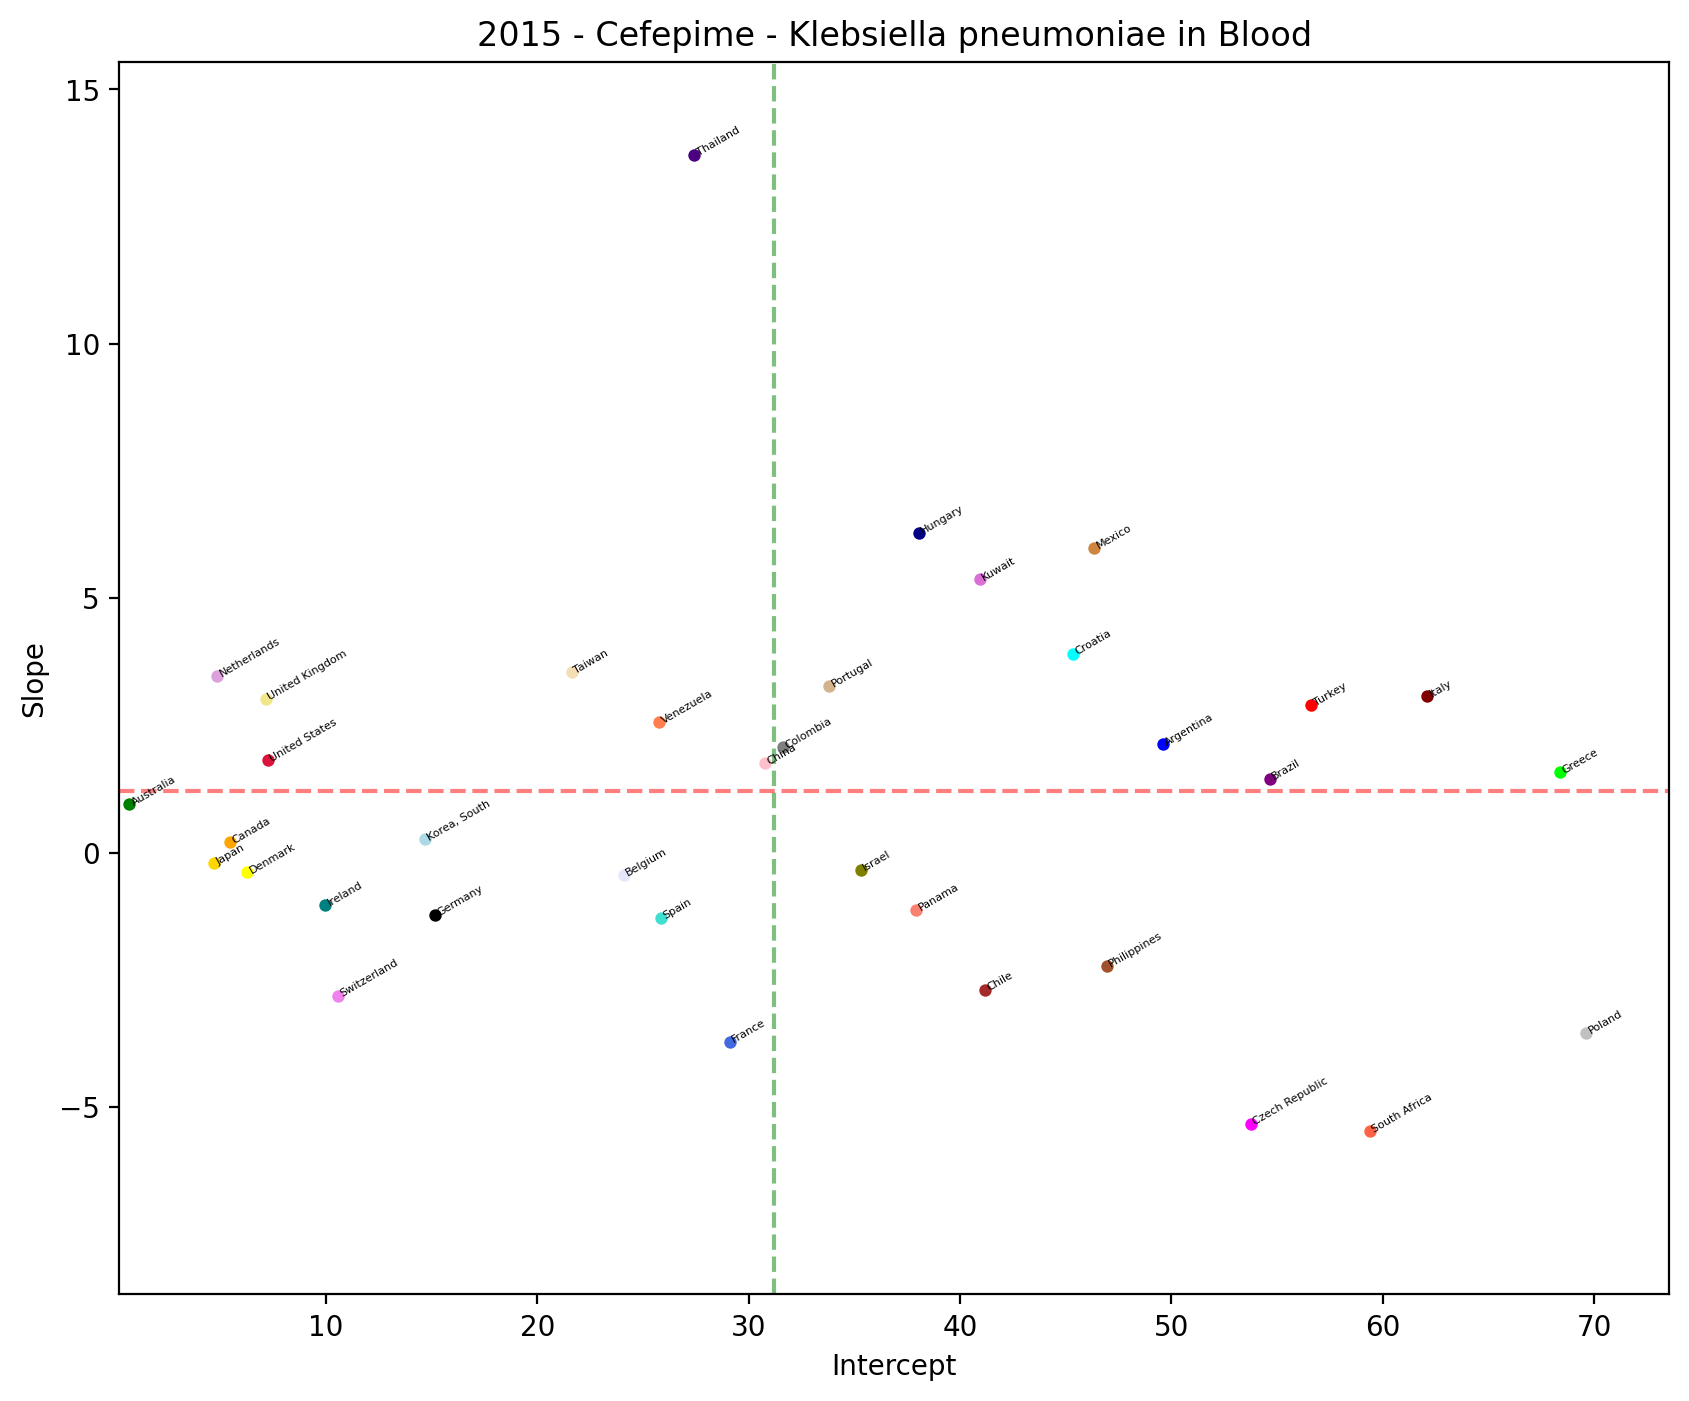 2015 - Cefepime - Klebsiella pneumoniae in Blood
15
Thailand
10
Hungary
Mexico
Kuwait
5
Croatia
Netherlands
United Kingdom
Taiwan
Portugal
Venezuela
Turkey
Italy
Slope
United States
Colombia
China
Argentina
Brazil
Greece
Australia
Canada
Korea, South
0
Japan
Denmark
Belgium
Israel
Ireland
Germany
Spain
Panama
Switzerland
Chile
Philippines
France
Poland
−5
Czech Republic
South Africa
10 20 30 40 50 60 70
Intercept